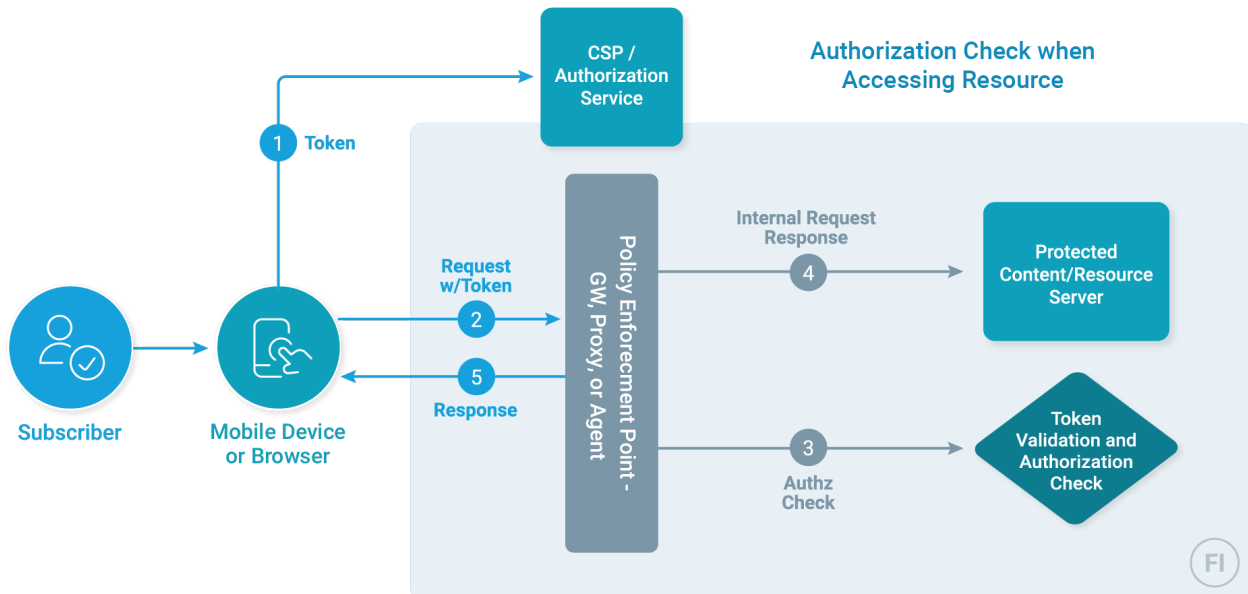 CSP /
Authorization
Service
Authorization Check when
Accessing Resource
1
Token
Internal Request
Response
4
Protected
Content/Resource
Server
Request
w/Token
2
5
Response
Policy Enforecment Point -
GW, Proxy, or Agent
Subscriber
Mobile Device
or Browser
3
Authz
Check
Token
Validation and
Authorization
Check
FI